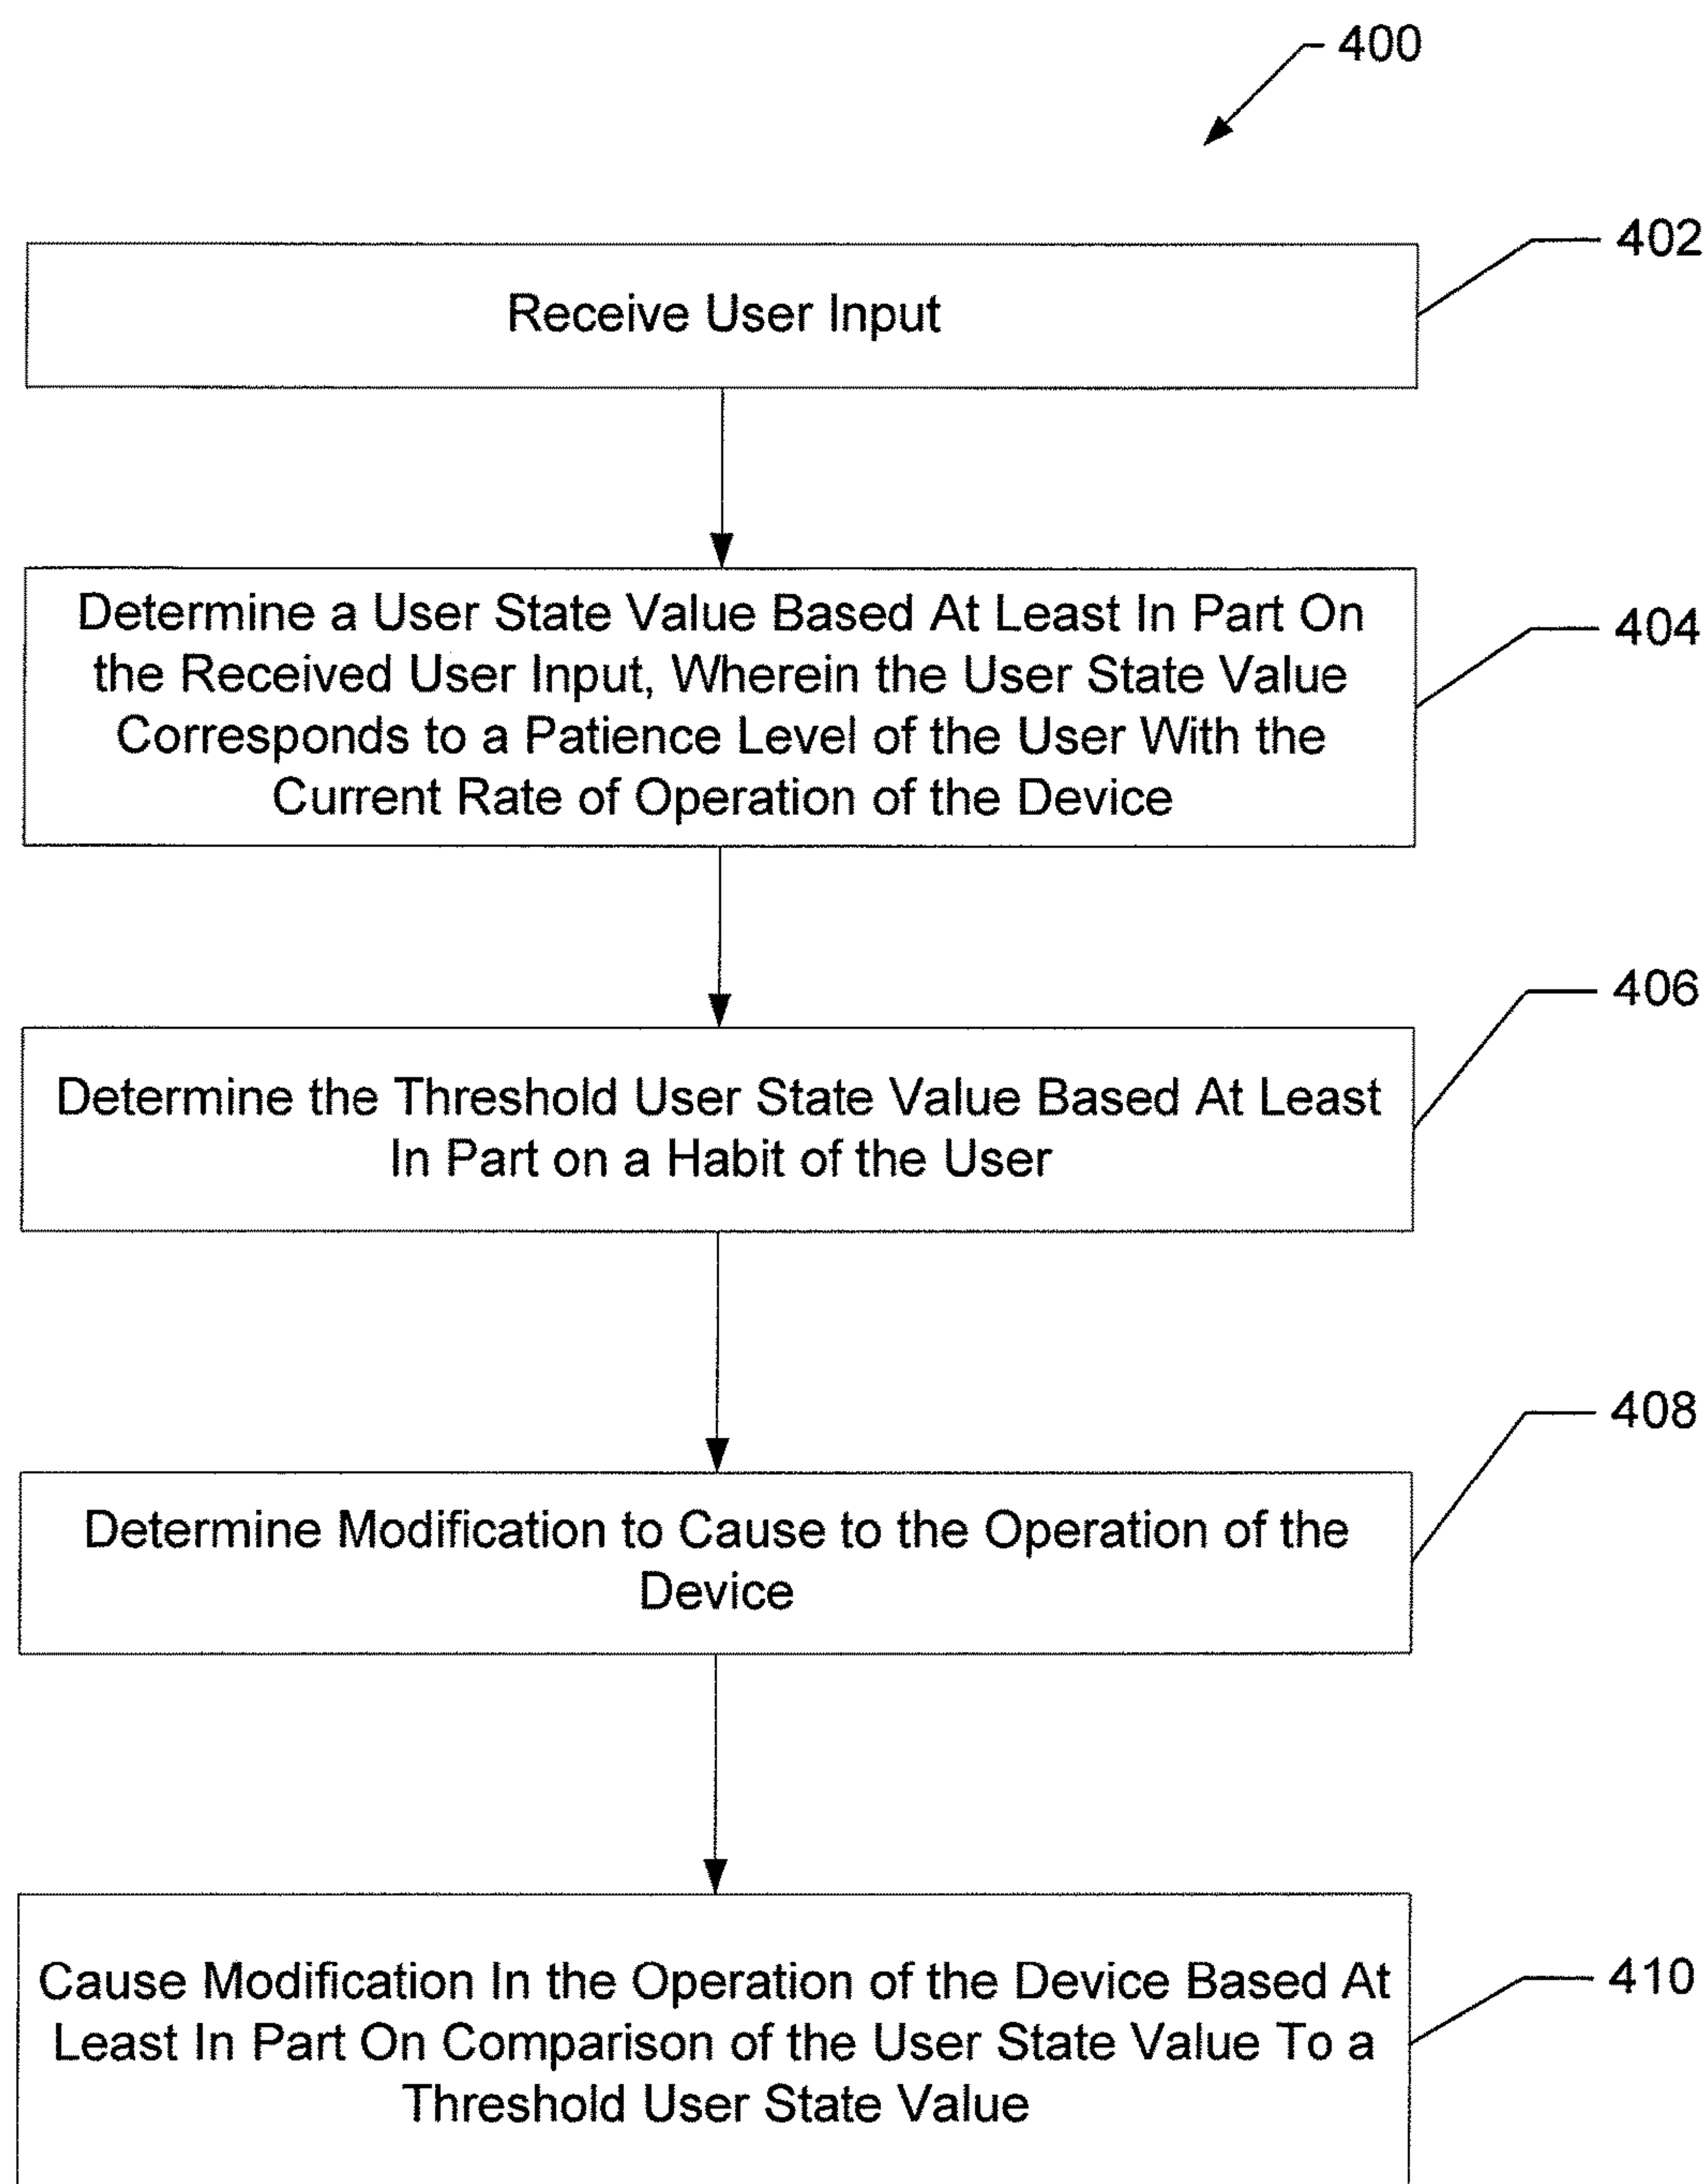 400
402
Receive User Input
Determine a User State Value Based At Least In Part On
the Received User Input, Wherein the User State Value
Corresponds to a Patience Level of the User With the
Current Rate of Operation of the Device
404
406
Determine the Threshold User State Value Based At Least
In Part on a Habit of the User
408
Determine Modification to Cause to the Operation of the
Device
Cause Modification In the Operation of the Device Based At
Least In Part On Comparison of the User State Value To a
Threshold User State Value
410